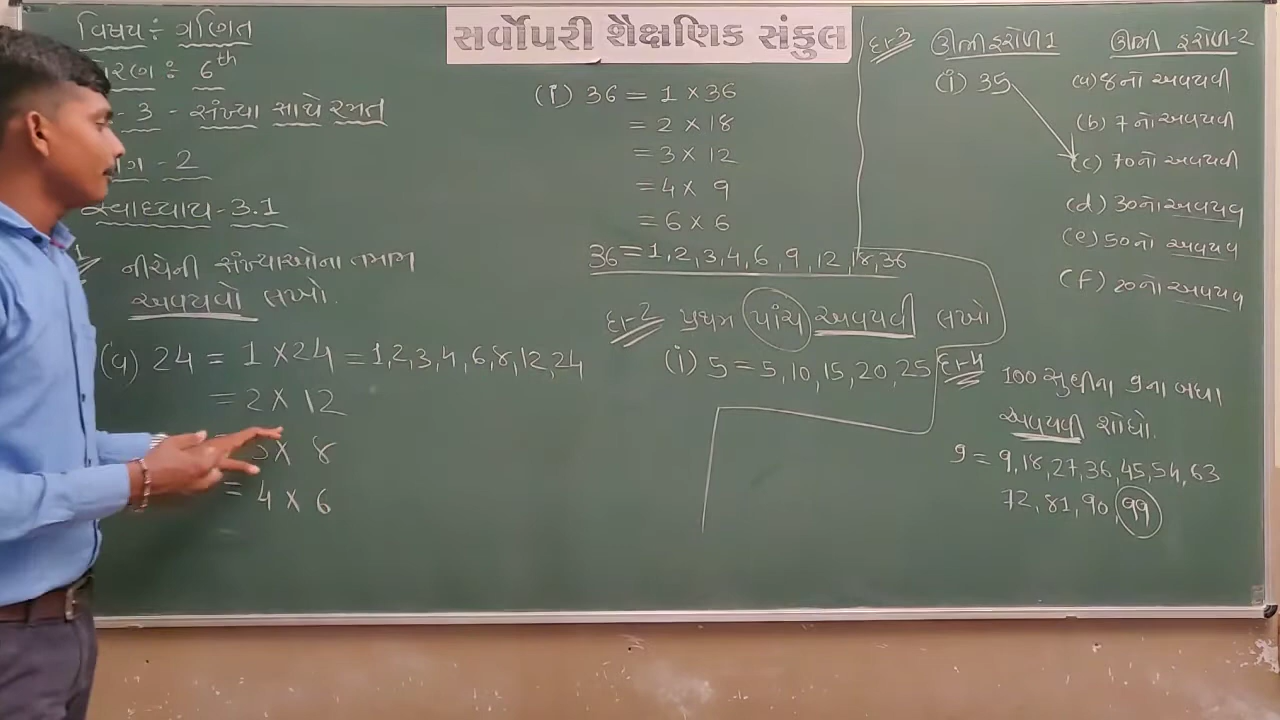 સર્વોપરી શૈક્ષણિક સંકુલ
વિષય : ગણિત
રણ : 6th
- 3 - સંખ્યા સાથે રમત
ગ - 2
સ્વાધ્યાય - 3.1
નીચેની સંખ્યાઓના તમામ
અવયવો લખો.
(a) 24 = 1 X 24 = 1,2,3,4,6,8,12,24
= 2 X 12
3 X 8
= 4 X 6
(i) 36 = 1 X 36
= 2 X 18
= 3 X 12
= 4 X 9
= 6 X 6
36 = 1,2,3,4,6,9,12,18,36
દા-2 પ્રથમ પાંચ અવયવી લખો
(i) 5 = 5,10,15,20,25
દા-3 ઊભી હરોળ 1 ઊભી હરોળ-2
(i) 35 (a) 8નો અવયવી
(b) 7નો અવયવી
(c) 70નો અવયવી
(d) 30નો અવયવ
(e) 50નો અવયવ
(f) 20નો અવયવ
દા-4 100 સુધીના 9ના બધા
અવયવી શોધો.
9 = 9,18,27,36,45,54,63
72,81,90,99